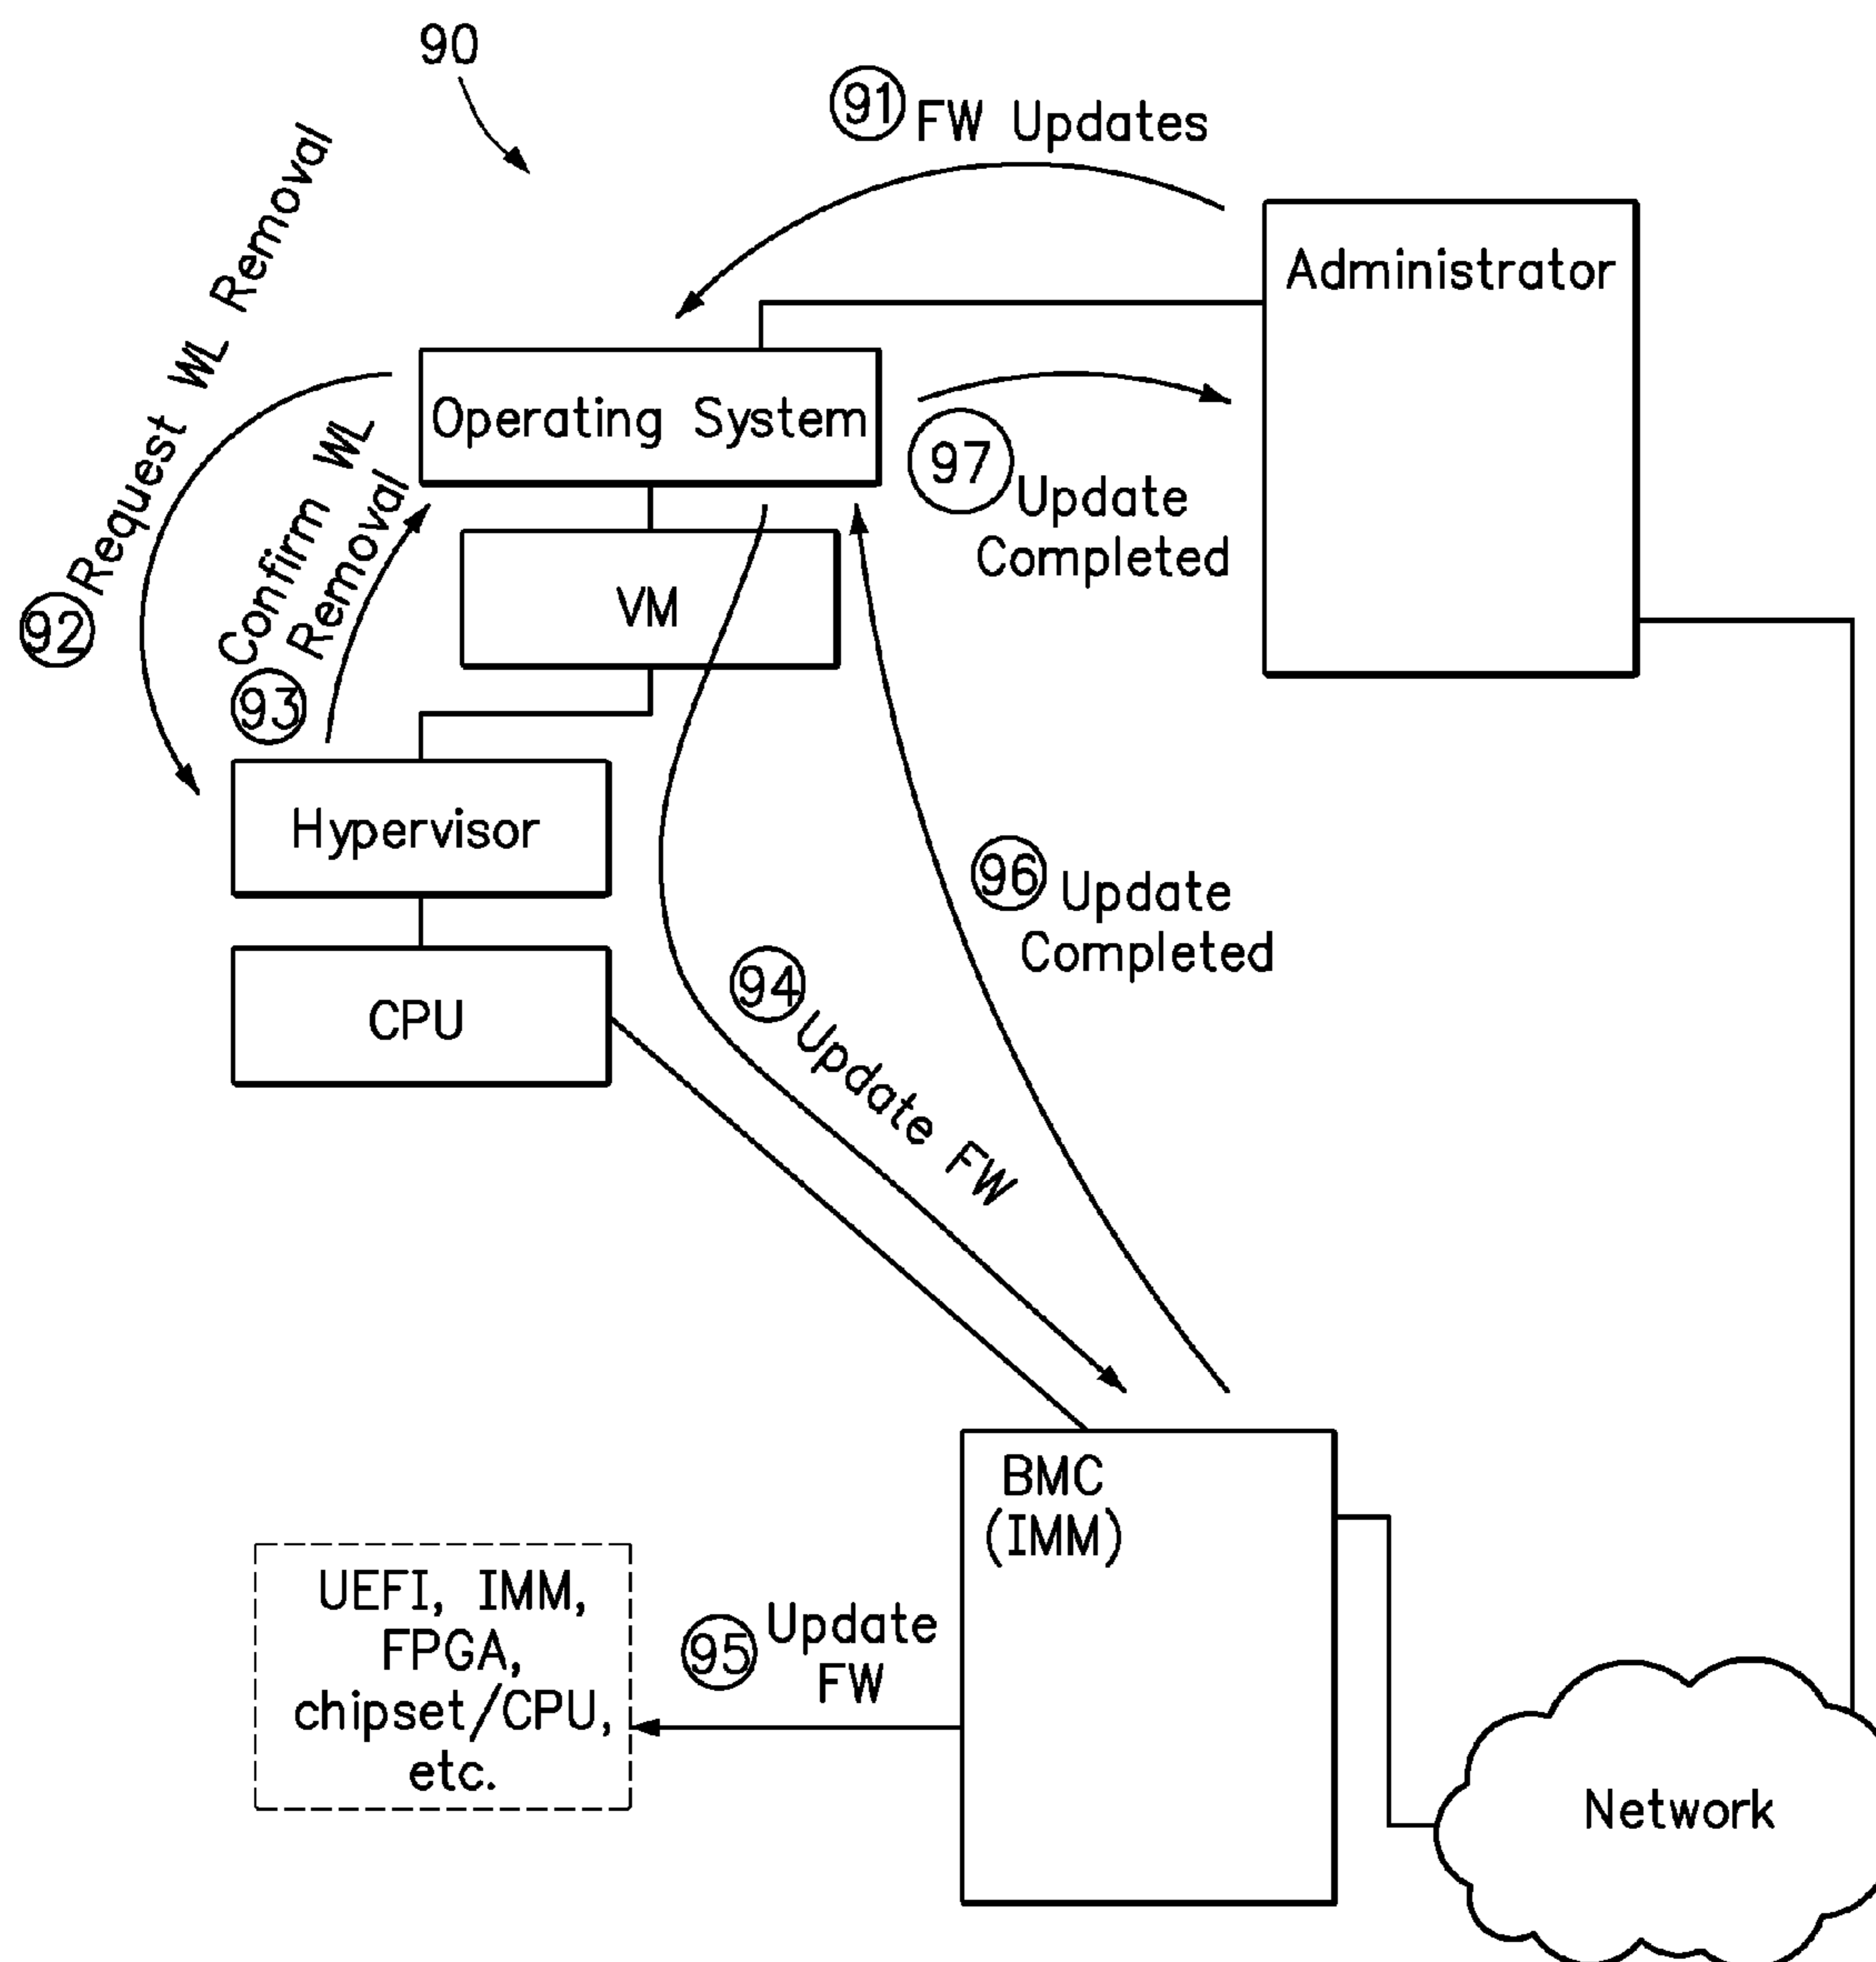 90
91 FW Updates
Administrator
92 Request WL Removal
Operating System
93 Confirm WL
Removal
97 Update
Completed
VM
Hypervisor
96 Update
Completed
CPU
94 Update FW
BMC
(IMM)
UEFI, IMM,
FPGA,
chipset/CPU,
etc.
95 Update
FW
Network